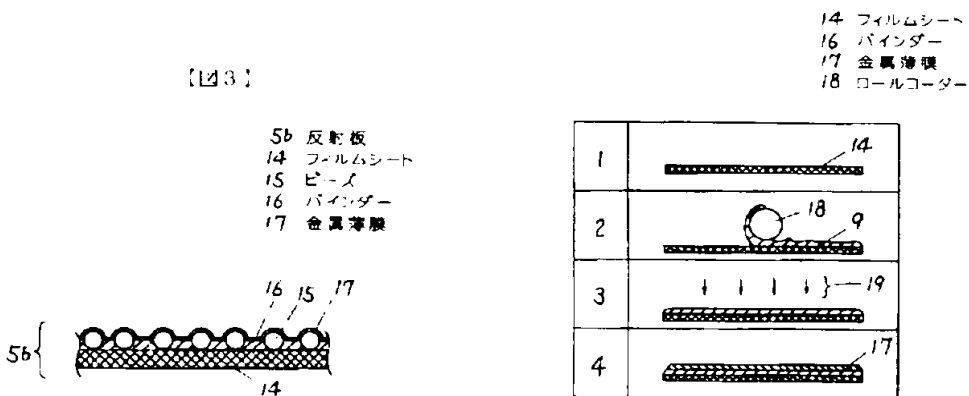 14 フィルムシート
16 バインダー
17 金属薄膜
18 ロールコーダー
【図3】
5b 反射板
14 フィルムシート
15 ビーズ
16 バインダー
17 金属薄膜
16 15 17
5b
14
1 14
2 18 9
3 19
4 17